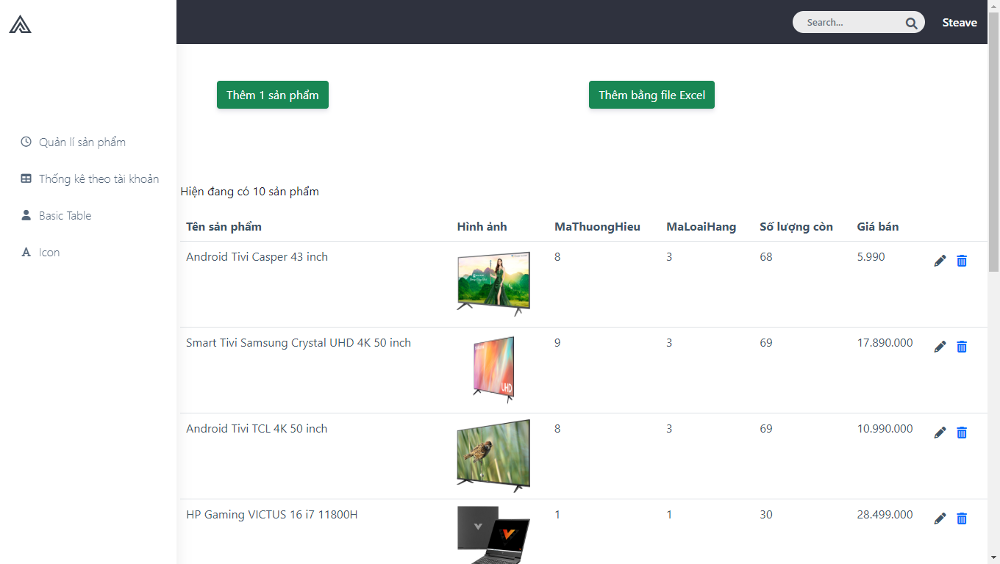 Search...
Steave
Thêm 1 sản phẩm
Thêm bằng file Excel
Quản lí sản phẩm
Thống kê theo tài khoản
Basic Table
Icon
Hiện đang có 10 sản phẩm
Tên sản phẩm Hình ảnh MaThuongHieu MaLoaiHang Số lượng còn Giá bán
Android Tivi Casper 43 inch 8 3 68 5.990
Smart Tivi Samsung Crystal UHD 4K 50 inch 9 3 69 17.890.000
UHD
Android Tivi TCL 4K 50 inch 8 3 69 10.990.000
HP Gaming VICTUS 16 i7 11800H 1 1 30 28.499.000